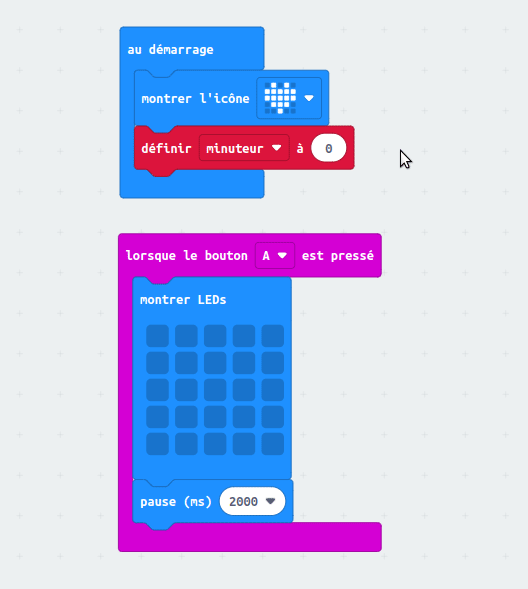 au démarrage
montrer l'icône
définir minuteur à 0
lorsque le bouton A est pressé
montrer LEDs
pause (ms) 2000